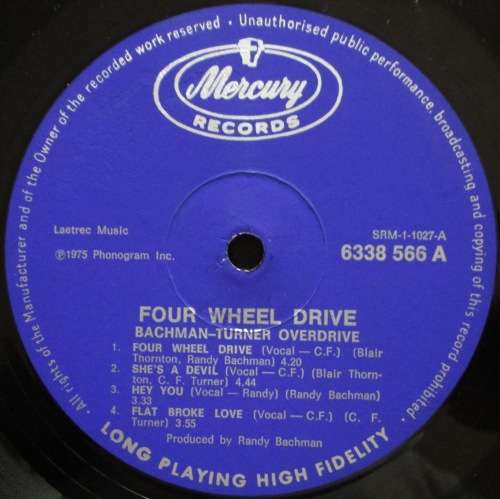 · All rights of the Manufacturer and of the Owner of the recorded work reserved · Unauthorised public performance, broadcasting and copying of this record prohibited ·
Mercury
RECORDS
Laetrec Music
SRM-1-1027-A
℗1975 Phonogram Inc.
6338 566 A
FOUR WHEEL DRIVE
BACHMAN–TURNER OVERDRIVE
1. FOUR WHEEL DRIVE (Vocal — C.F.) (Blair
Thornton, Randy Bachman) 4.20
2. SHE'S A DEVIL (Vocal — C.F.) (Blair Thorn-
ton, C. F. Turner) 4.44
3. HEY YOU (Vocal — Randy) (Randy Bachman)
3.33
4. FLAT BROKE LOVE (Vocal — C.F.) (C. F.
Turner) 3.55
Produced by Randy Bachman
LONG PLAYING HIGH FIDELITY